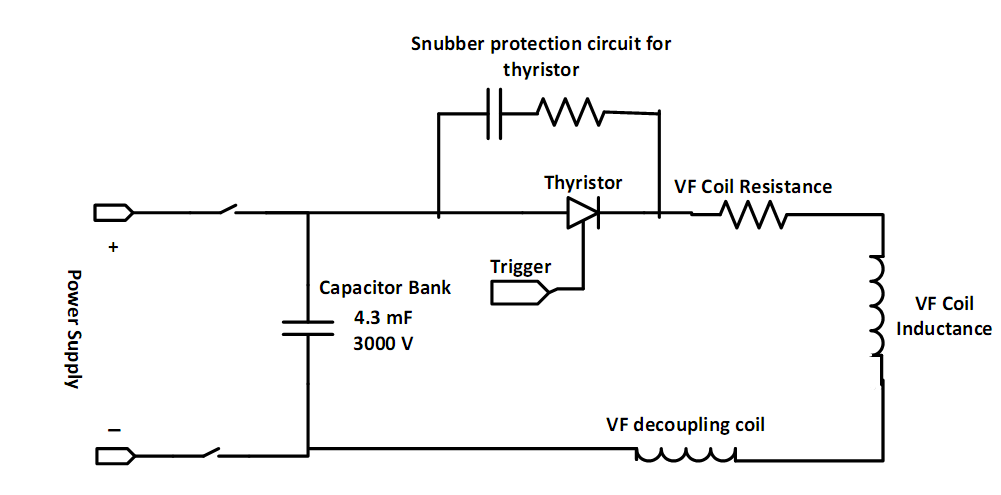 Snubber protection circuit for
thyristor
Thyristor
VF Coil Resistance
+
Trigger
Capacitor Bank
4.3 mF
3000 V
Power Supply
VF Coil
Inductance
–
VF decoupling coil